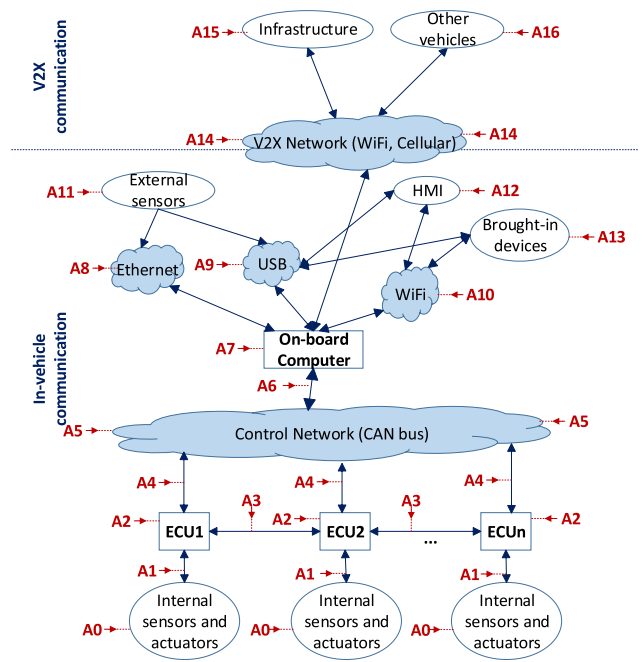 V2X
communication
A15
Infrastructure
Other
vehicles
A16
A14
V2X Network (WiFi, Cellular)
A14
In-vehicle
communication
A11
External
sensors
HMI
A12
Brought-in
devices
A13
A8
Ethernet
A9
USB
WiFi
A10
A7
On-board
Computer
A6
A5
Control Network (CAN bus)
A5
A4
A4
A4
A3
A3
A2
ECU1
A2
ECU2
...
ECUn
A2
A1
A1
A1
A0
Internal
sensors and
actuators
A0
Internal
sensors and
actuators
A0
Internal
sensors and
actuators